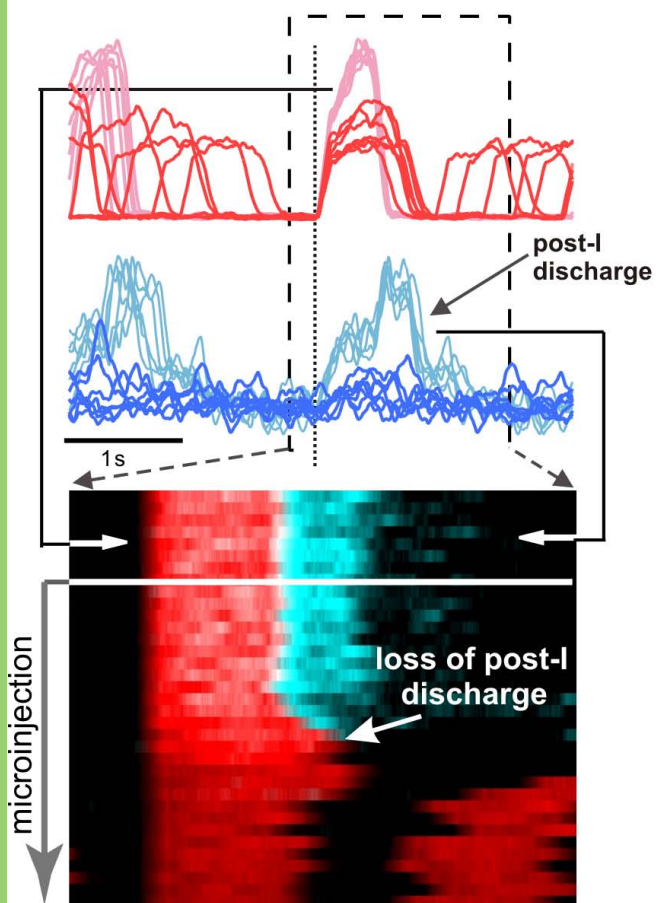 post-I
discharge
1s
loss of post-I
discharge
microinjection